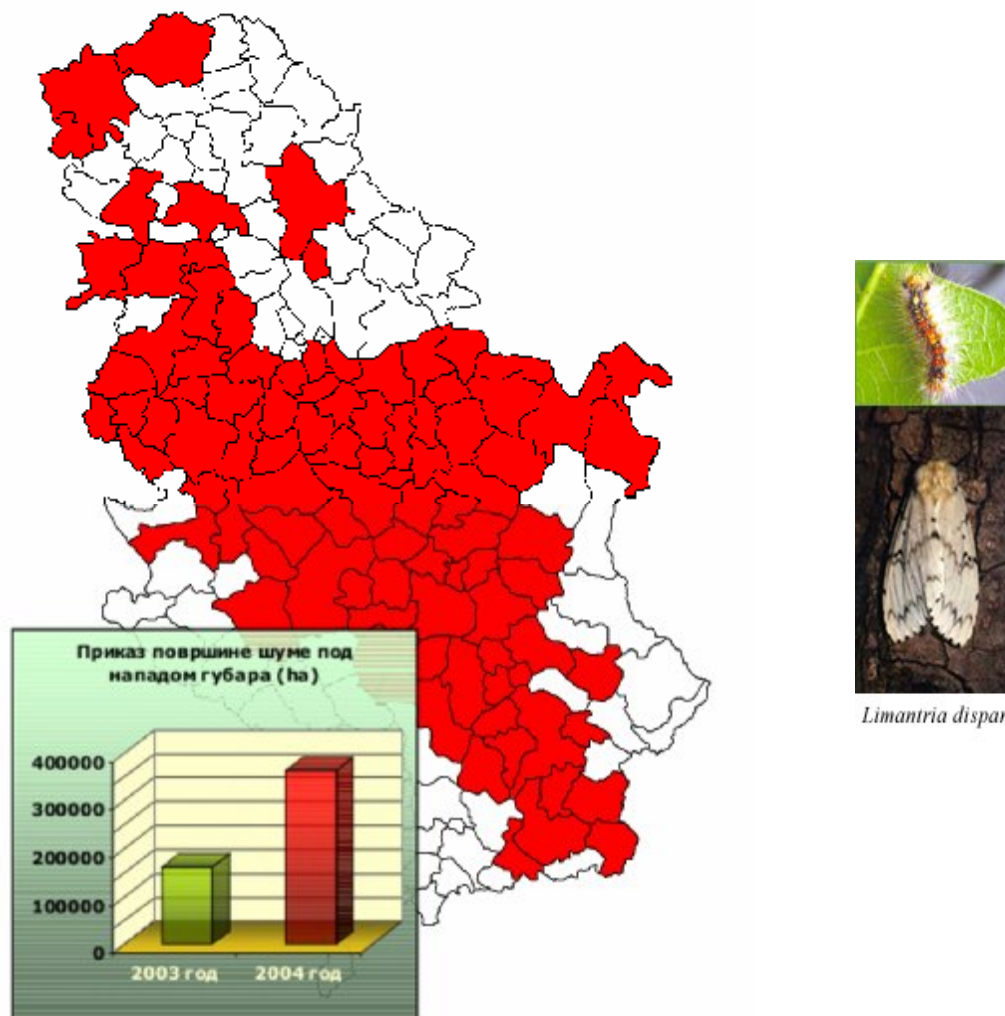 Приказ површине шуме под
нападом губара (ha)
400000
300000
200000
100000
0
2003 год
2004 год
Limantria dispar